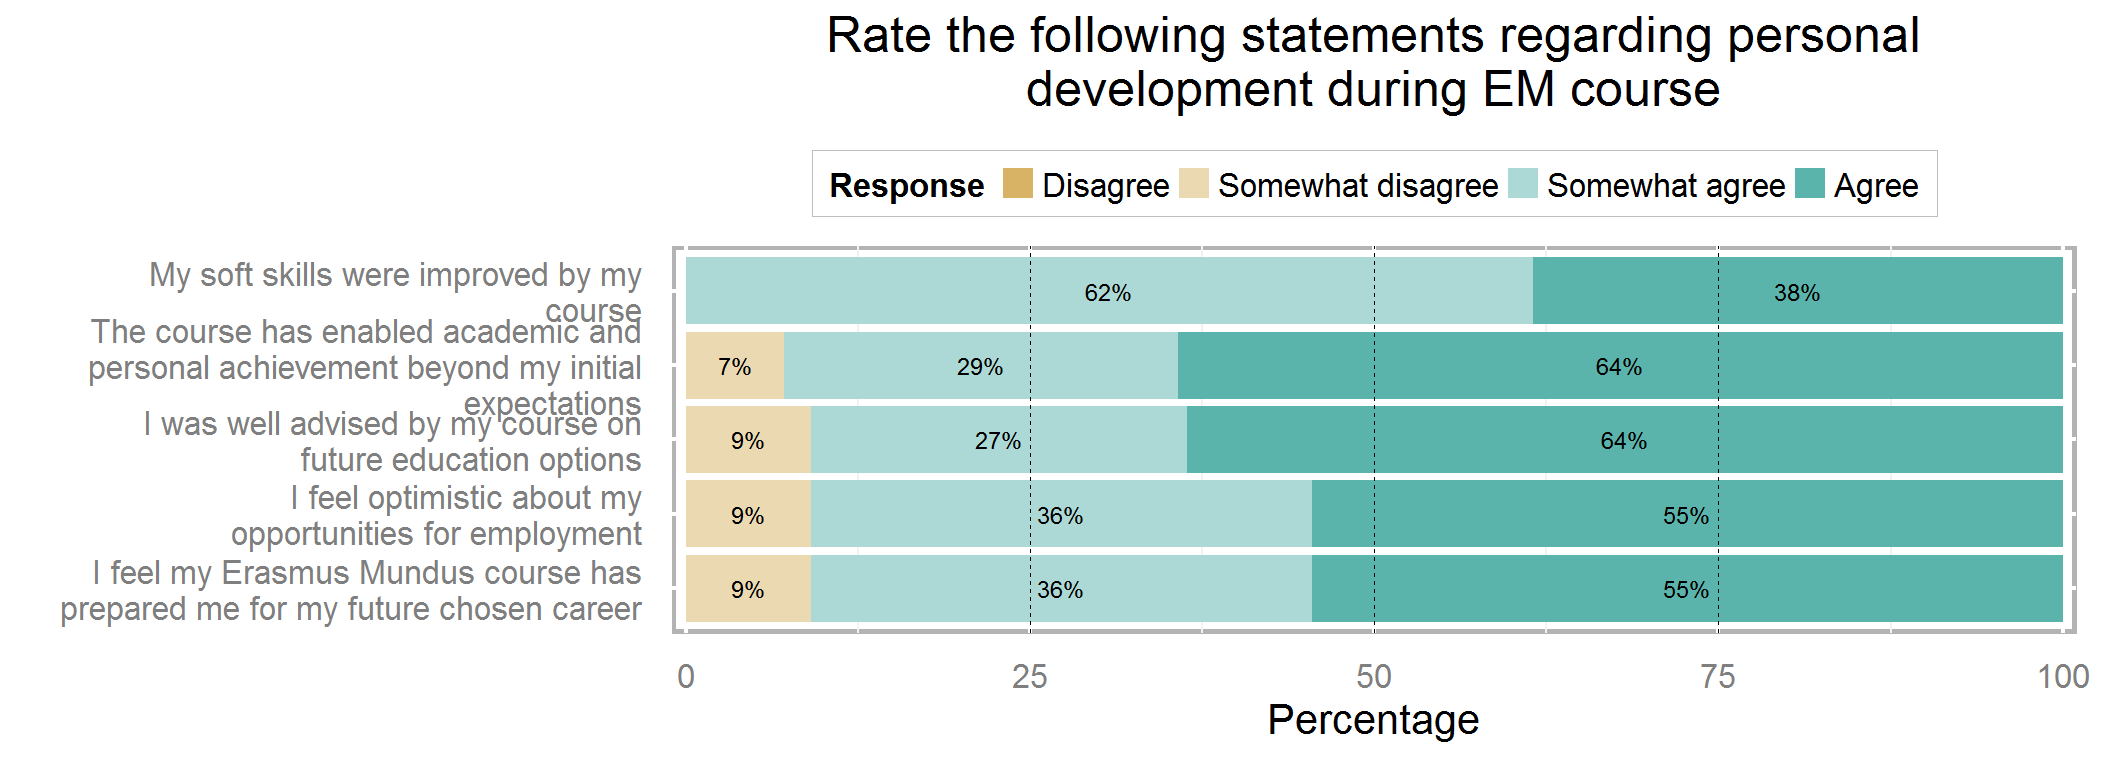 Rate the following statements regarding personal
development during EM course
Response Disagree Somewhat disagree Somewhat agree Agree
My soft skills were improved by my
course
62% 38%
The course has enabled academic and
personal achievement beyond my initial
expectations
7% 29% 64%
I was well advised by my course on
future education options
9% 27% 64%
I feel optimistic about my
opportunities for employment
9% 36% 55%
I feel my Erasmus Mundus course has
prepared me for my future chosen career
9% 36% 55%
0 25 50 75 100
Percentage